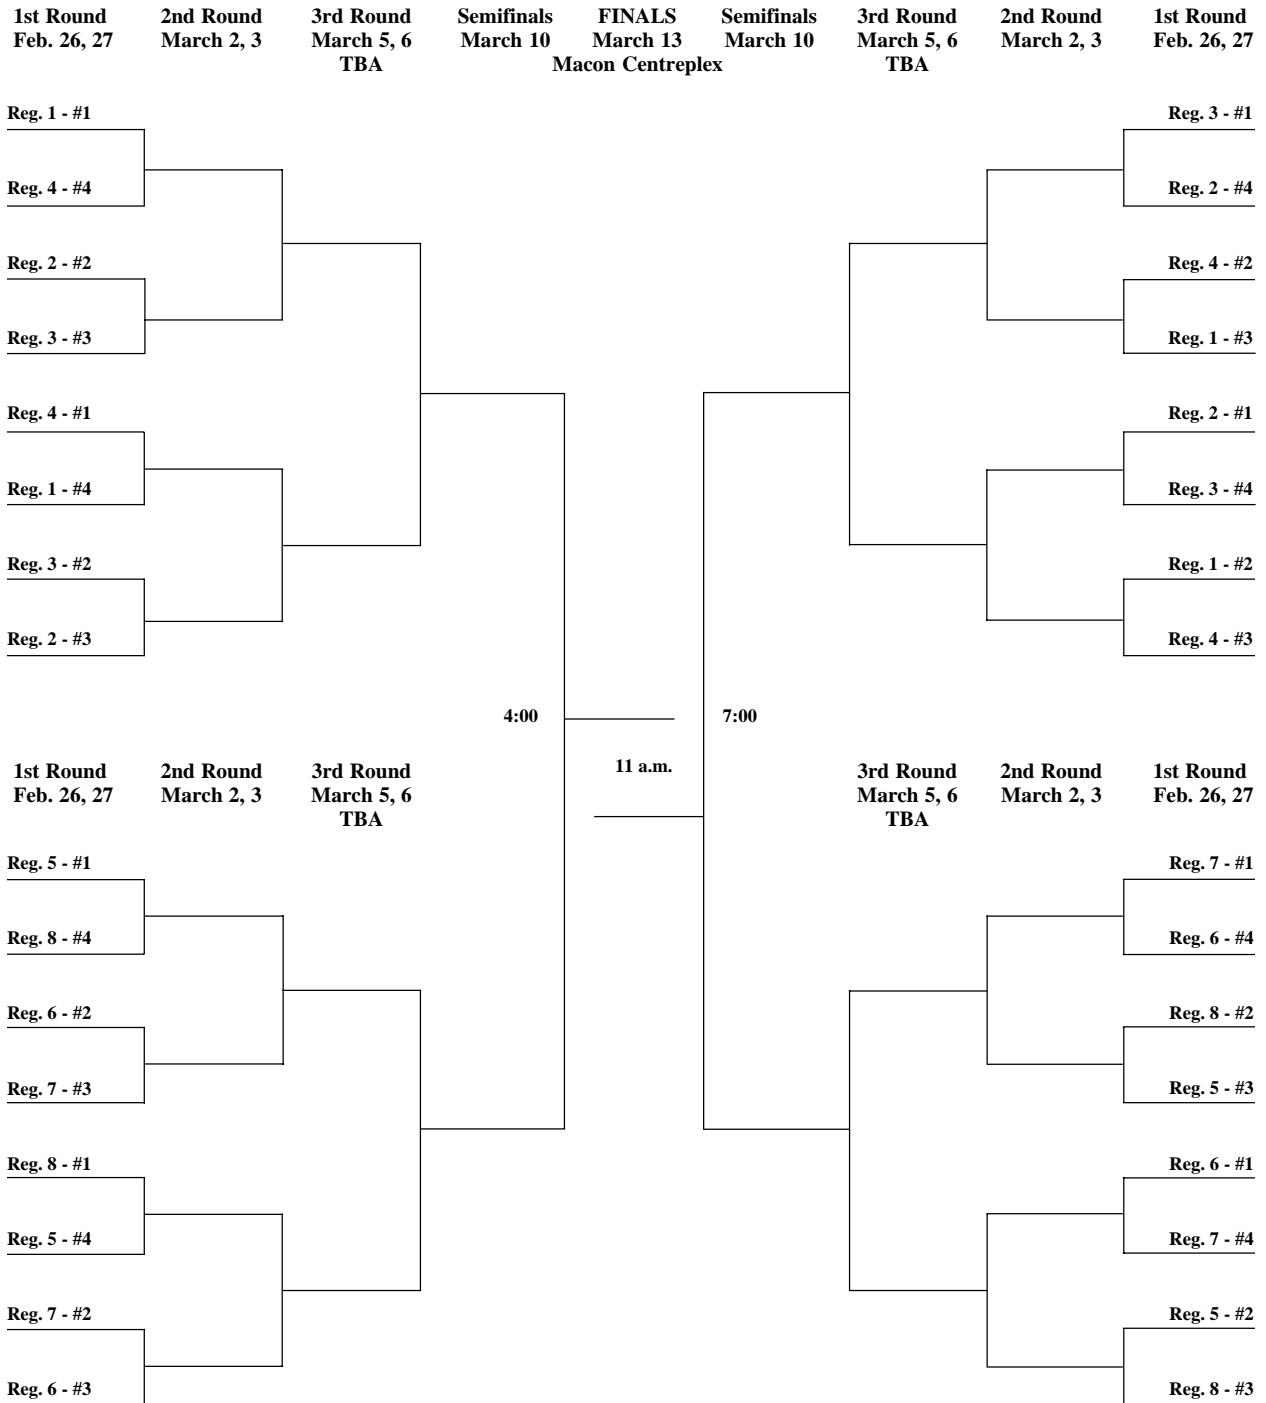 1st Round 2nd Round 3rd Round Semifinals FINALS Semifinals 3rd Round 2nd Round 1st Round
Feb. 26, 27 March 2, 3 March 5, 6 March 10 March 13 March 10 March 5, 6 March 2, 3 Feb. 26, 27
TBA Macon Centreplex TBA
Reg. 1 - #1 Reg. 3 - #1
Reg. 4 - #4 Reg. 2 - #4
Reg. 2 - #2 Reg. 4 - #2
Reg. 3 - #3 Reg. 1 - #3
Reg. 4 - #1 Reg. 2 - #1
Reg. 1 - #4 Reg. 3 - #4
Reg. 3 - #2 Reg. 1 - #2
Reg. 2 - #3 Reg. 4 - #3
4:00 7:00
11 a.m.
1st Round 2nd Round 3rd Round 3rd Round 2nd Round 1st Round
Feb. 26, 27 March 2, 3 March 5, 6 March 5, 6 March 2, 3 Feb. 26, 27
TBA TBA
Reg. 5 - #1 Reg. 7 - #1
Reg. 8 - #4 Reg. 6 - #4
Reg. 6 - #2 Reg. 8 - #2
Reg. 7 - #3 Reg. 5 - #3
Reg. 8 - #1 Reg. 6 - #1
Reg. 5 - #4 Reg. 7 - #4
Reg. 7 - #2 Reg. 5 - #2
Reg. 6 - #3 Reg. 8 - #3